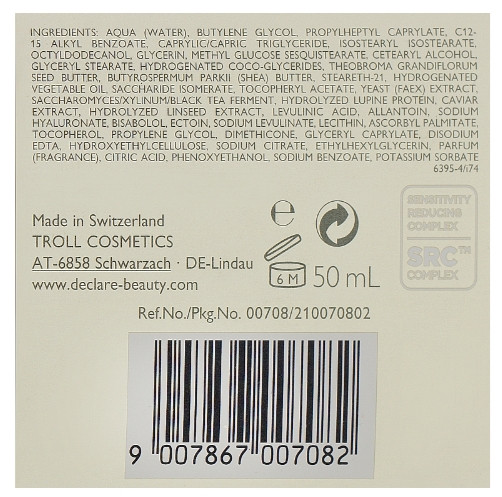 INGREDIENTS: AQUA (WATER), BUTYLENE GLYCOL, PROPYLHEPTYL CAPRYLATE, C12-
15 ALKYL BENZOATE, CAPRYLIC/CAPRIC TRIGLYCERIDE, ISOSTEARYL ISOSTEARATE,
OCTYLDODECANOL, GLYCERIN, METHYL GLUCOSE SESQUISTEARATE, CETEARYL ALCOHOL,
GLYCERYL STEARATE, HYDROGENATED COCO-GLYCERIDES, THEOBROMA GRANDIFLORUM
SEED BUTTER, BUTYROSPERMUM PARKII (SHEA) BUTTER, STEARETH-21, HYDROGENATED
VEGETABLE OIL, SACCHARIDE ISOMERATE, TOCOPHERYL ACETATE, YEAST (FAEX) EXTRACT,
SACCHAROMYCES/XYLINUM/BLACK TEA FERMENT, HYDROLYZED LUPINE PROTEIN, CAVIAR
EXTRACT, HYDROLYZED LINSEED EXTRACT, LEVULINIC ACID, ALLANTOIN, SODIUM
HYALURONATE, BISABOLOL, ECTOIN, SODIUM LEVULINATE, LECITHIN, ASCORBYL PALMITATE,
TOCOPHEROL, PROPYLENE GLYCOL, DIMETHICONE, GLYCERYL CAPRYLATE, DISODIUM
EDTA, HYDROXYETHYLCELLULOSE, SODIUM CITRATE, ETHYLHEXYLGLYCERIN, PARFUM
(FRAGRANCE), CITRIC ACID, PHENOXYETHANOL, SODIUM BENZOATE, POTASSIUM SORBATE
6395-4/i74
SENSITIVITY
REDUCING
COMPLEX
SRC™
COMPLEX
Made in Switzerland
TROLL COSMETICS
AT-6858 Schwarzach · DE-Lindau
www.declare-beauty.com
℮
6 M
50 mL
Ref.No./Pkg.No. 00708/210070802
9 007867 007082